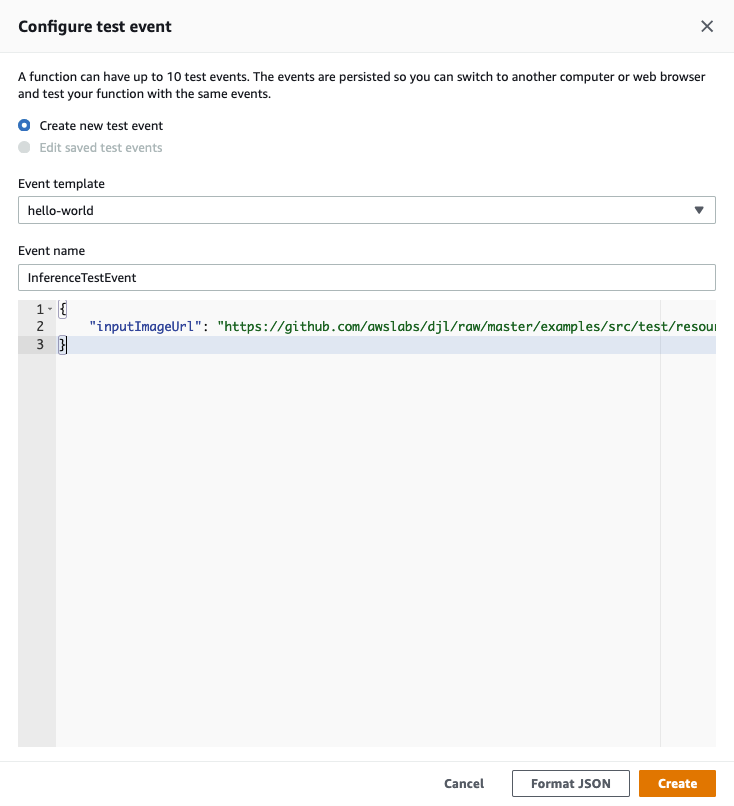 Configure test event
A function can have up to 10 test events. The events are persisted so you can switch to another computer or web browser
and test your function with the same events.
Create new test event
Edit saved test events
Event template
hello-world
Event name
InferenceTestEvent
1 {
2 "inputImageUrl": "https://github.com/awslabs/djl/raw/master/examples/src/test/resou
3 }
Cancel Format JSON Create